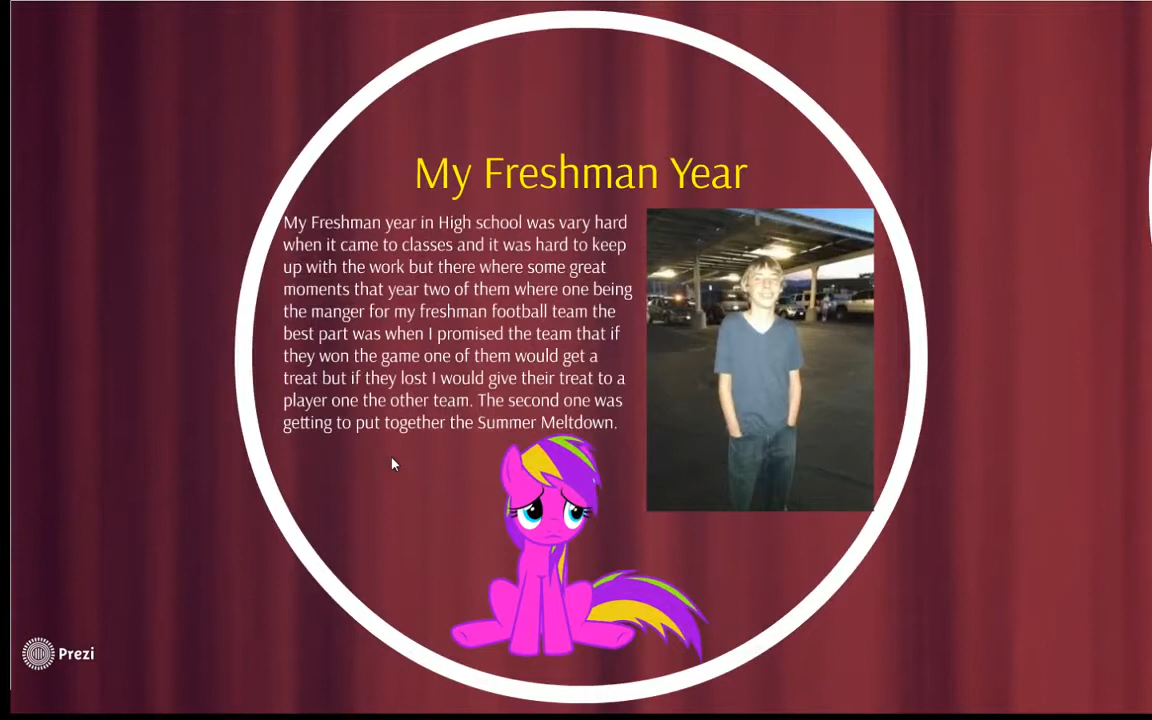 My Freshman Year
My Freshman year in High school was vary hard
when it came to classes and it was hard to keep
up with the work but there where some great
moments that year two of them where one being
the manger for my freshman football team the
best part was when I promised the team that if
they won the game one of them would get a
treat but if they lost I would give their treat to a
player one the other team. The second one was
getting to put together the Summer Meltdown.
Prezi